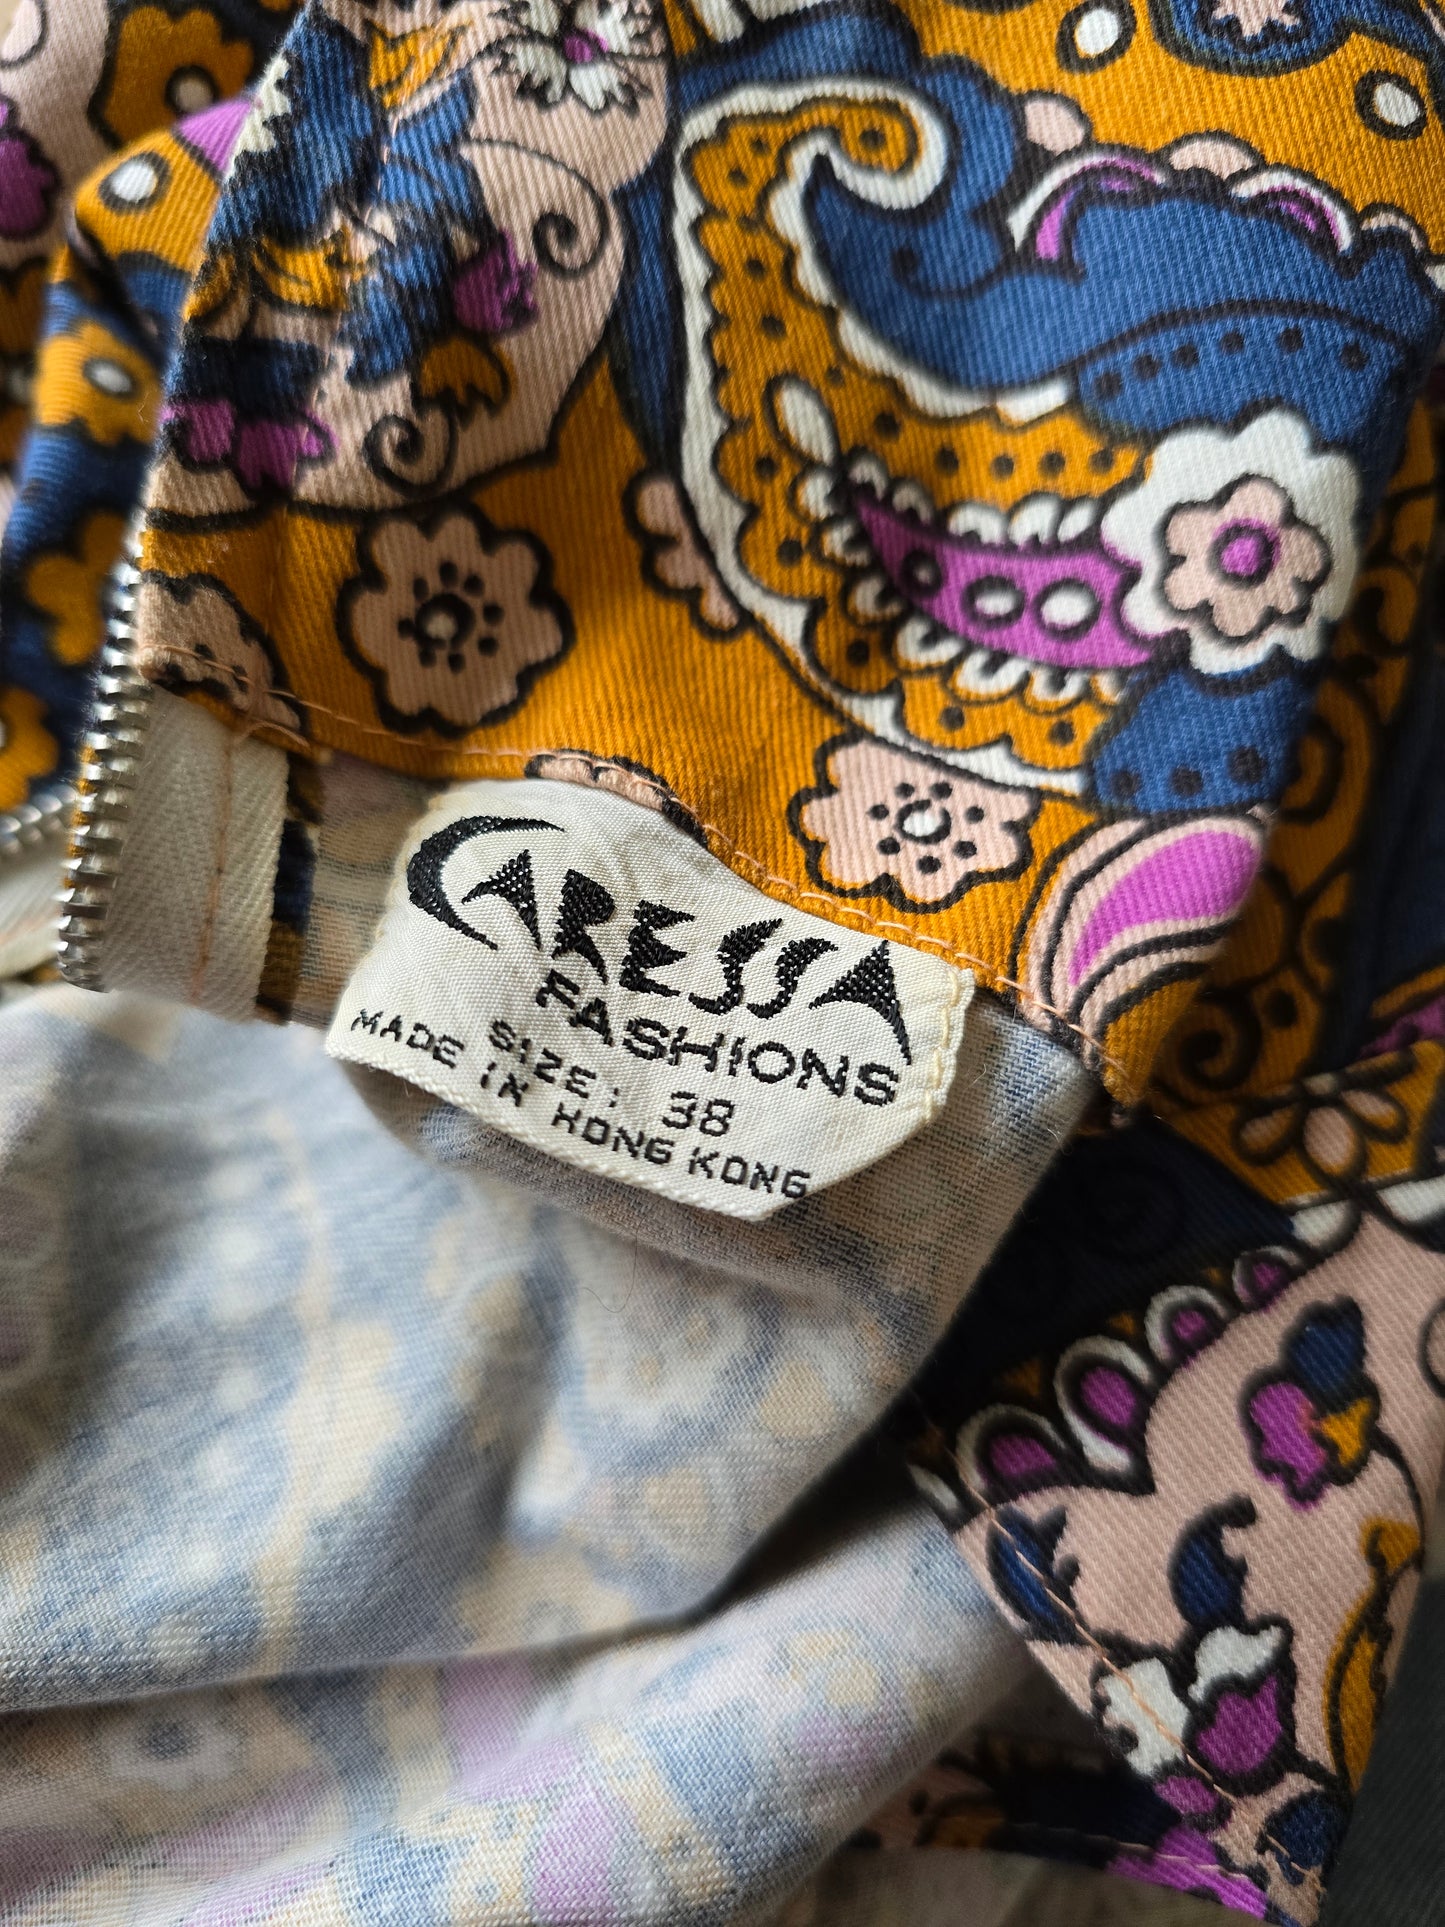 CARESSA
FASHIONS
SIZE: 38
MADE IN HONG KONG